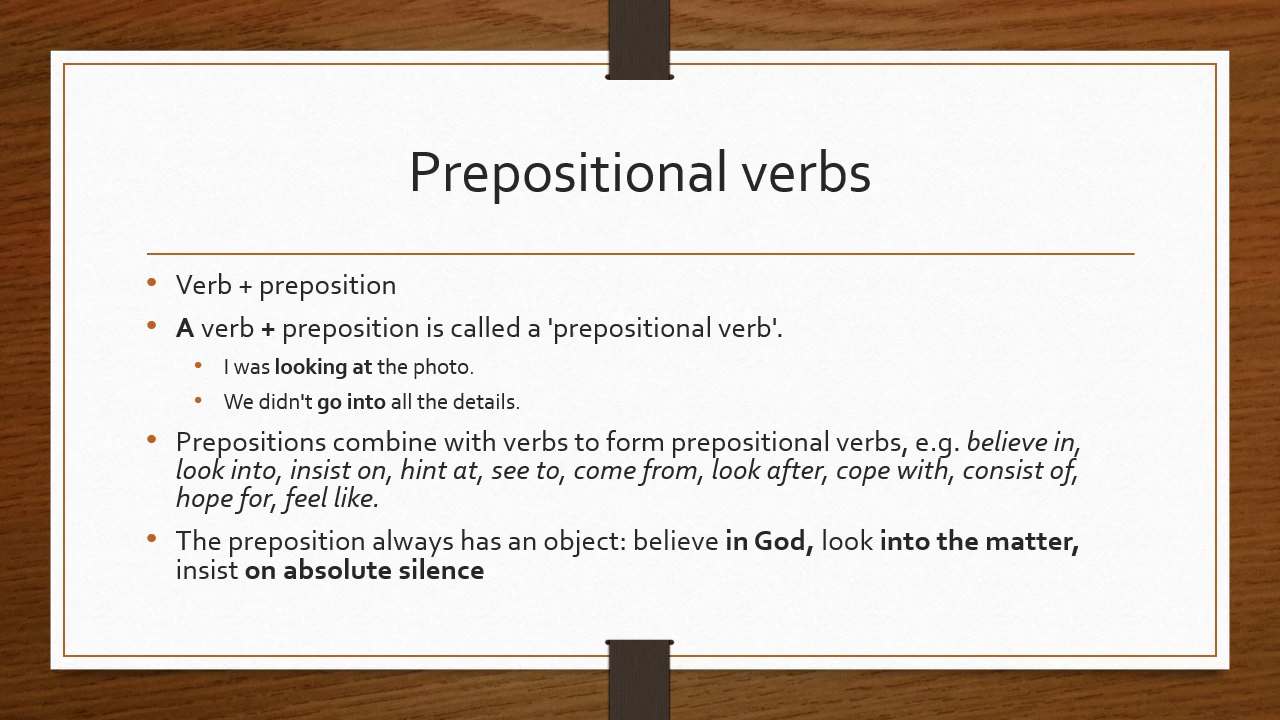 Prepositional verbs
• Verb + preposition
• A verb + preposition is called a 'prepositional verb'.
• I was looking at the photo.
• We didn't go into all the details.
• Prepositions combine with verbs to form prepositional verbs, e.g. believe in,
look into, insist on, hint at, see to, come from, look after, cope with, consist of,
hope for, feel like.
• The preposition always has an object: believe in God, look into the matter,
insist on absolute silence